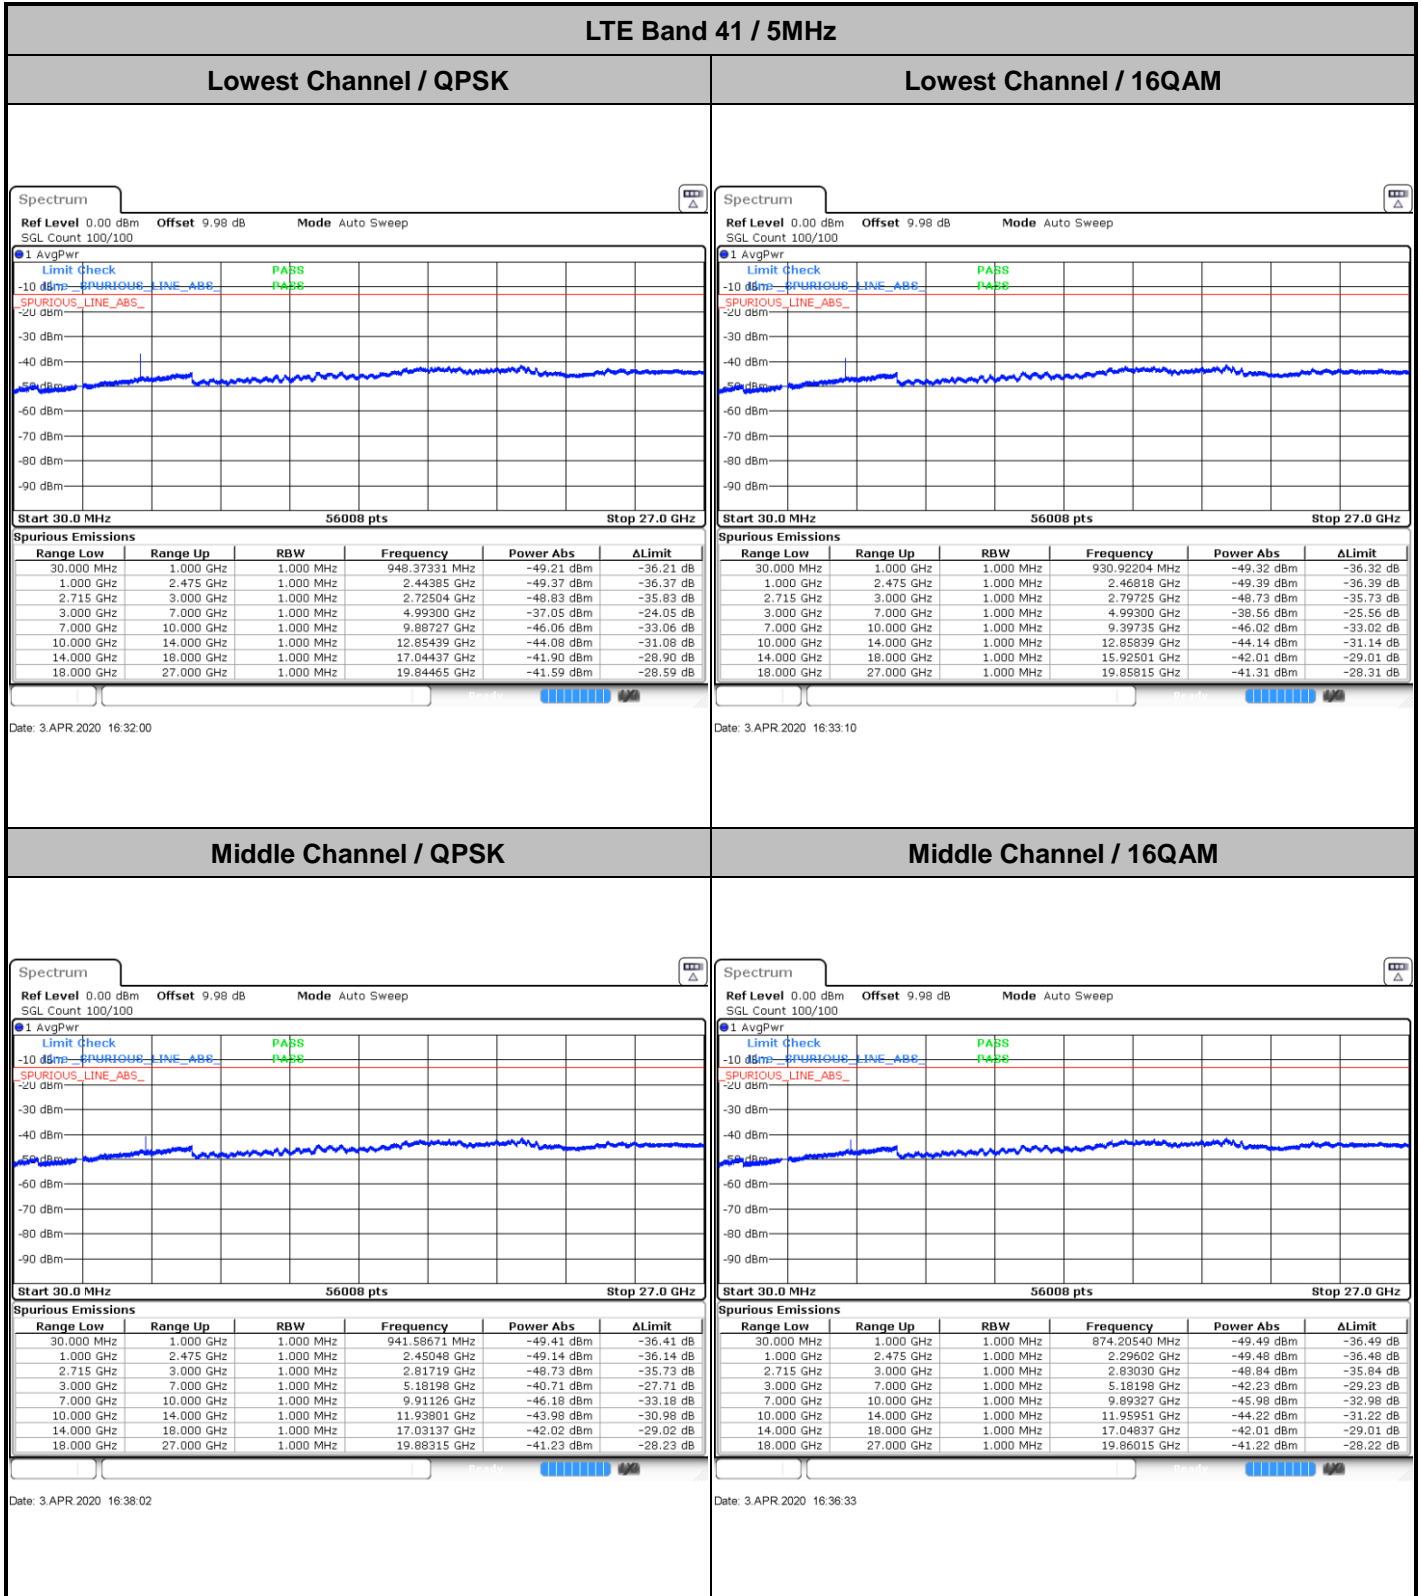 LTE Band 41 / 5MHz
Lowest Channel / QPSK
Lowest Channel / 16QAM
Spectrum
Ref Level 0.00 dBm Offset 9.98 dB Mode Auto Sweep
SGL Count 100/100
1 AvgPwr
Limit Check PASS
Line _SPURIOUS_LINE_ABS_ PASS
_SPURIOUS_LINE_ABS_
-10 dBm
-20 dBm
-30 dBm
-40 dBm
-50 dBm
-60 dBm
-70 dBm
-80 dBm
-90 dBm
Start 30.0 MHz 56008 pts Stop 27.0 GHz
Spurious Emissions
Range Low Range Up RBW Frequency Power Abs ΔLimit
30.000 MHz 1.000 GHz 1.000 MHz 948.37331 MHz -49.21 dBm -36.21 dB
1.000 GHz 2.475 GHz 1.000 MHz 2.44385 GHz -49.37 dBm -36.37 dB
2.715 GHz 3.000 GHz 1.000 MHz 2.72504 GHz -48.83 dBm -35.83 dB
3.000 GHz 7.000 GHz 1.000 MHz 4.99300 GHz -37.05 dBm -24.05 dB
7.000 GHz 10.000 GHz 1.000 MHz 9.88727 GHz -46.06 dBm -33.06 dB
10.000 GHz 14.000 GHz 1.000 MHz 12.85439 GHz -44.08 dBm -31.08 dB
14.000 GHz 18.000 GHz 1.000 MHz 17.04437 GHz -41.90 dBm -28.90 dB
18.000 GHz 27.000 GHz 1.000 MHz 19.84465 GHz -41.59 dBm -28.59 dB
Ready
Date: 3.APR.2020 16:32:00
Spectrum
Ref Level 0.00 dBm Offset 9.98 dB Mode Auto Sweep
SGL Count 100/100
1 AvgPwr
Limit Check PASS
Line _SPURIOUS_LINE_ABS_ PASS
_SPURIOUS_LINE_ABS_
-10 dBm
-20 dBm
-30 dBm
-40 dBm
-50 dBm
-60 dBm
-70 dBm
-80 dBm
-90 dBm
Start 30.0 MHz 56008 pts Stop 27.0 GHz
Spurious Emissions
Range Low Range Up RBW Frequency Power Abs ΔLimit
30.000 MHz 1.000 GHz 1.000 MHz 930.92204 MHz -49.32 dBm -36.32 dB
1.000 GHz 2.475 GHz 1.000 MHz 2.46818 GHz -49.39 dBm -36.39 dB
2.715 GHz 3.000 GHz 1.000 MHz 2.79725 GHz -48.73 dBm -35.73 dB
3.000 GHz 7.000 GHz 1.000 MHz 4.99300 GHz -38.56 dBm -25.56 dB
7.000 GHz 10.000 GHz 1.000 MHz 9.39735 GHz -46.02 dBm -33.02 dB
10.000 GHz 14.000 GHz 1.000 MHz 12.85839 GHz -44.14 dBm -31.14 dB
14.000 GHz 18.000 GHz 1.000 MHz 15.92501 GHz -42.01 dBm -29.01 dB
18.000 GHz 27.000 GHz 1.000 MHz 19.85815 GHz -41.31 dBm -28.31 dB
Ready
Date: 3.APR.2020 16:33:10
Middle Channel / QPSK
Middle Channel / 16QAM
Spectrum
Ref Level 0.00 dBm Offset 9.98 dB Mode Auto Sweep
SGL Count 100/100
1 AvgPwr
Limit Check PASS
Line _SPURIOUS_LINE_ABS_ PASS
_SPURIOUS_LINE_ABS_
-10 dBm
-20 dBm
-30 dBm
-40 dBm
-50 dBm
-60 dBm
-70 dBm
-80 dBm
-90 dBm
Start 30.0 MHz 56008 pts Stop 27.0 GHz
Spurious Emissions
Range Low Range Up RBW Frequency Power Abs ΔLimit
30.000 MHz 1.000 GHz 1.000 MHz 941.58671 MHz -49.41 dBm -36.41 dB
1.000 GHz 2.475 GHz 1.000 MHz 2.45048 GHz -49.14 dBm -36.14 dB
2.715 GHz 3.000 GHz 1.000 MHz 2.81719 GHz -48.73 dBm -35.73 dB
3.000 GHz 7.000 GHz 1.000 MHz 5.18198 GHz -40.71 dBm -27.71 dB
7.000 GHz 10.000 GHz 1.000 MHz 9.91126 GHz -46.18 dBm -33.18 dB
10.000 GHz 14.000 GHz 1.000 MHz 11.93801 GHz -43.98 dBm -30.98 dB
14.000 GHz 18.000 GHz 1.000 MHz 17.03137 GHz -42.02 dBm -29.02 dB
18.000 GHz 27.000 GHz 1.000 MHz 19.88315 GHz -41.23 dBm -28.23 dB
Ready
Date: 3.APR.2020 16:38:02
Spectrum
Ref Level 0.00 dBm Offset 9.98 dB Mode Auto Sweep
SGL Count 100/100
1 AvgPwr
Limit Check PASS
Line _SPURIOUS_LINE_ABS_ PASS
_SPURIOUS_LINE_ABS_
-10 dBm
-20 dBm
-30 dBm
-40 dBm
-50 dBm
-60 dBm
-70 dBm
-80 dBm
-90 dBm
Start 30.0 MHz 56008 pts Stop 27.0 GHz
Spurious Emissions
Range Low Range Up RBW Frequency Power Abs ΔLimit
30.000 MHz 1.000 GHz 1.000 MHz 874.20540 MHz -49.49 dBm -36.49 dB
1.000 GHz 2.475 GHz 1.000 MHz 2.29602 GHz -49.48 dBm -36.48 dB
2.715 GHz 3.000 GHz 1.000 MHz 2.83030 GHz -48.84 dBm -35.84 dB
3.000 GHz 7.000 GHz 1.000 MHz 5.18198 GHz -42.23 dBm -29.23 dB
7.000 GHz 10.000 GHz 1.000 MHz 9.89327 GHz -45.98 dBm -32.98 dB
10.000 GHz 14.000 GHz 1.000 MHz 11.95951 GHz -44.22 dBm -31.22 dB
14.000 GHz 18.000 GHz 1.000 MHz 17.04837 GHz -42.01 dBm -29.01 dB
18.000 GHz 27.000 GHz 1.000 MHz 19.86015 GHz -41.22 dBm -28.22 dB
Ready
Date: 3.APR.2020 16:36:33